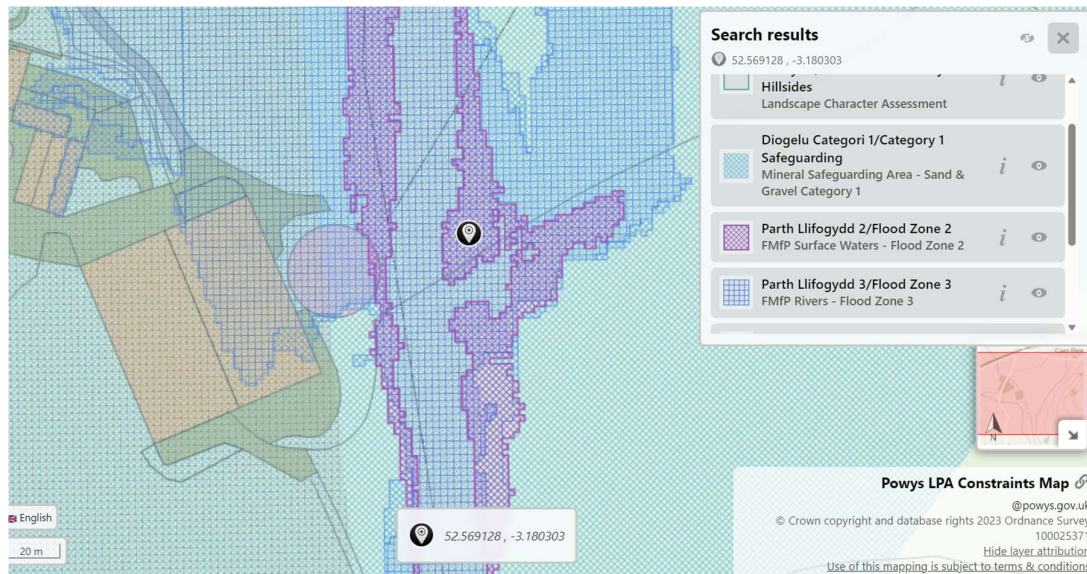 Search results
52.569128 , -3.180303
Hillsides
Landscape Character Assessment
Diogelu Categori 1/Category 1
Safeguarding
Mineral Safeguarding Area - Sand &
Gravel Category 1
Parth Llifogydd 2/Flood Zone 2
FMfP Surface Waters - Flood Zone 2
Parth Llifogydd 3/Flood Zone 3
FMfP Rivers - Flood Zone 3
N
Powys LPA Constraints Map
@powys.gov.uk
© Crown copyright and database rights 2023 Ordnance Survey
100025371
Hide layer attribution
Use of this mapping is subject to terms & condition
English
20 m
52.569128 , -3.180303